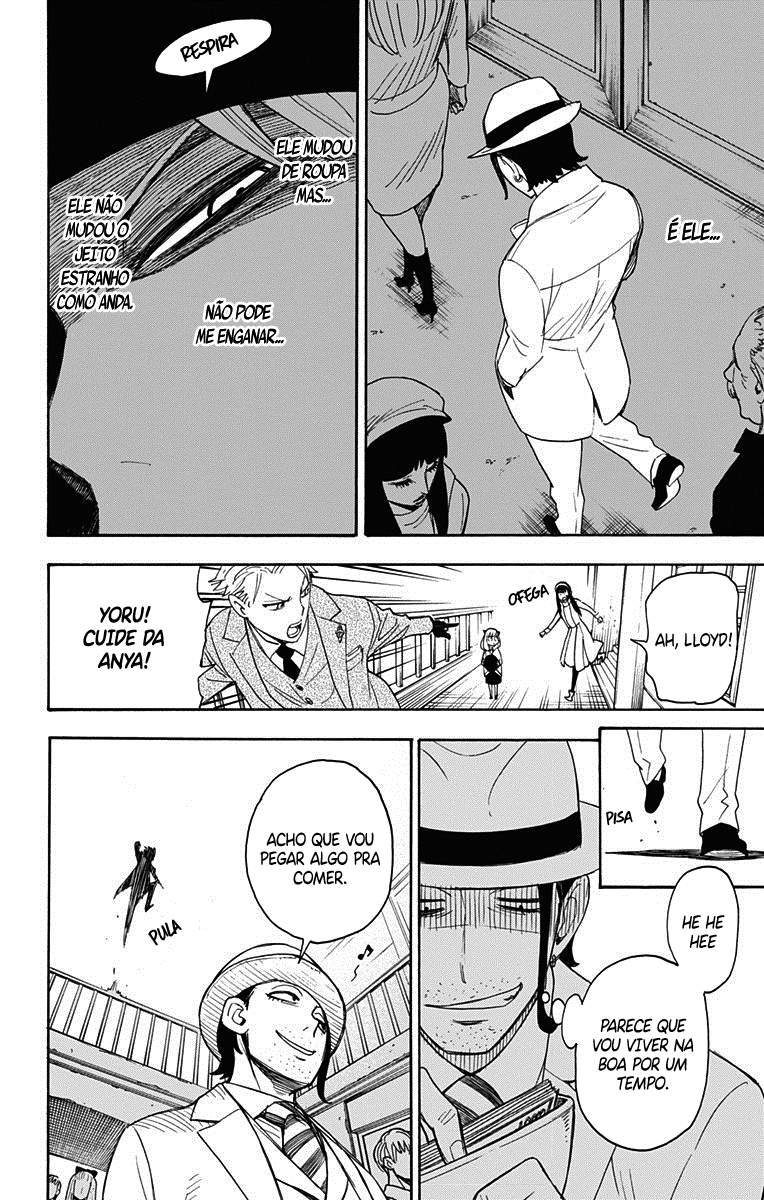 É ELE...
RESPIRA
ELE MUDOU
DE ROUPA
MAS...
ELE NÃO
MUDOU O
JEITO
ESTRANHO
COMO ANDA.
NÃO PODE
ME ENGANAR...
AH, LLOYD!
OFEGA
YORU!
CUIDE DA
ANYA!
PISA
HE HE
HEE
PARECE QUE
VOU VIVER NA
BOA POR UM
TEMPO.
ACHO QUE VOU
PEGAR ALGO PRA
COMER.
PULA